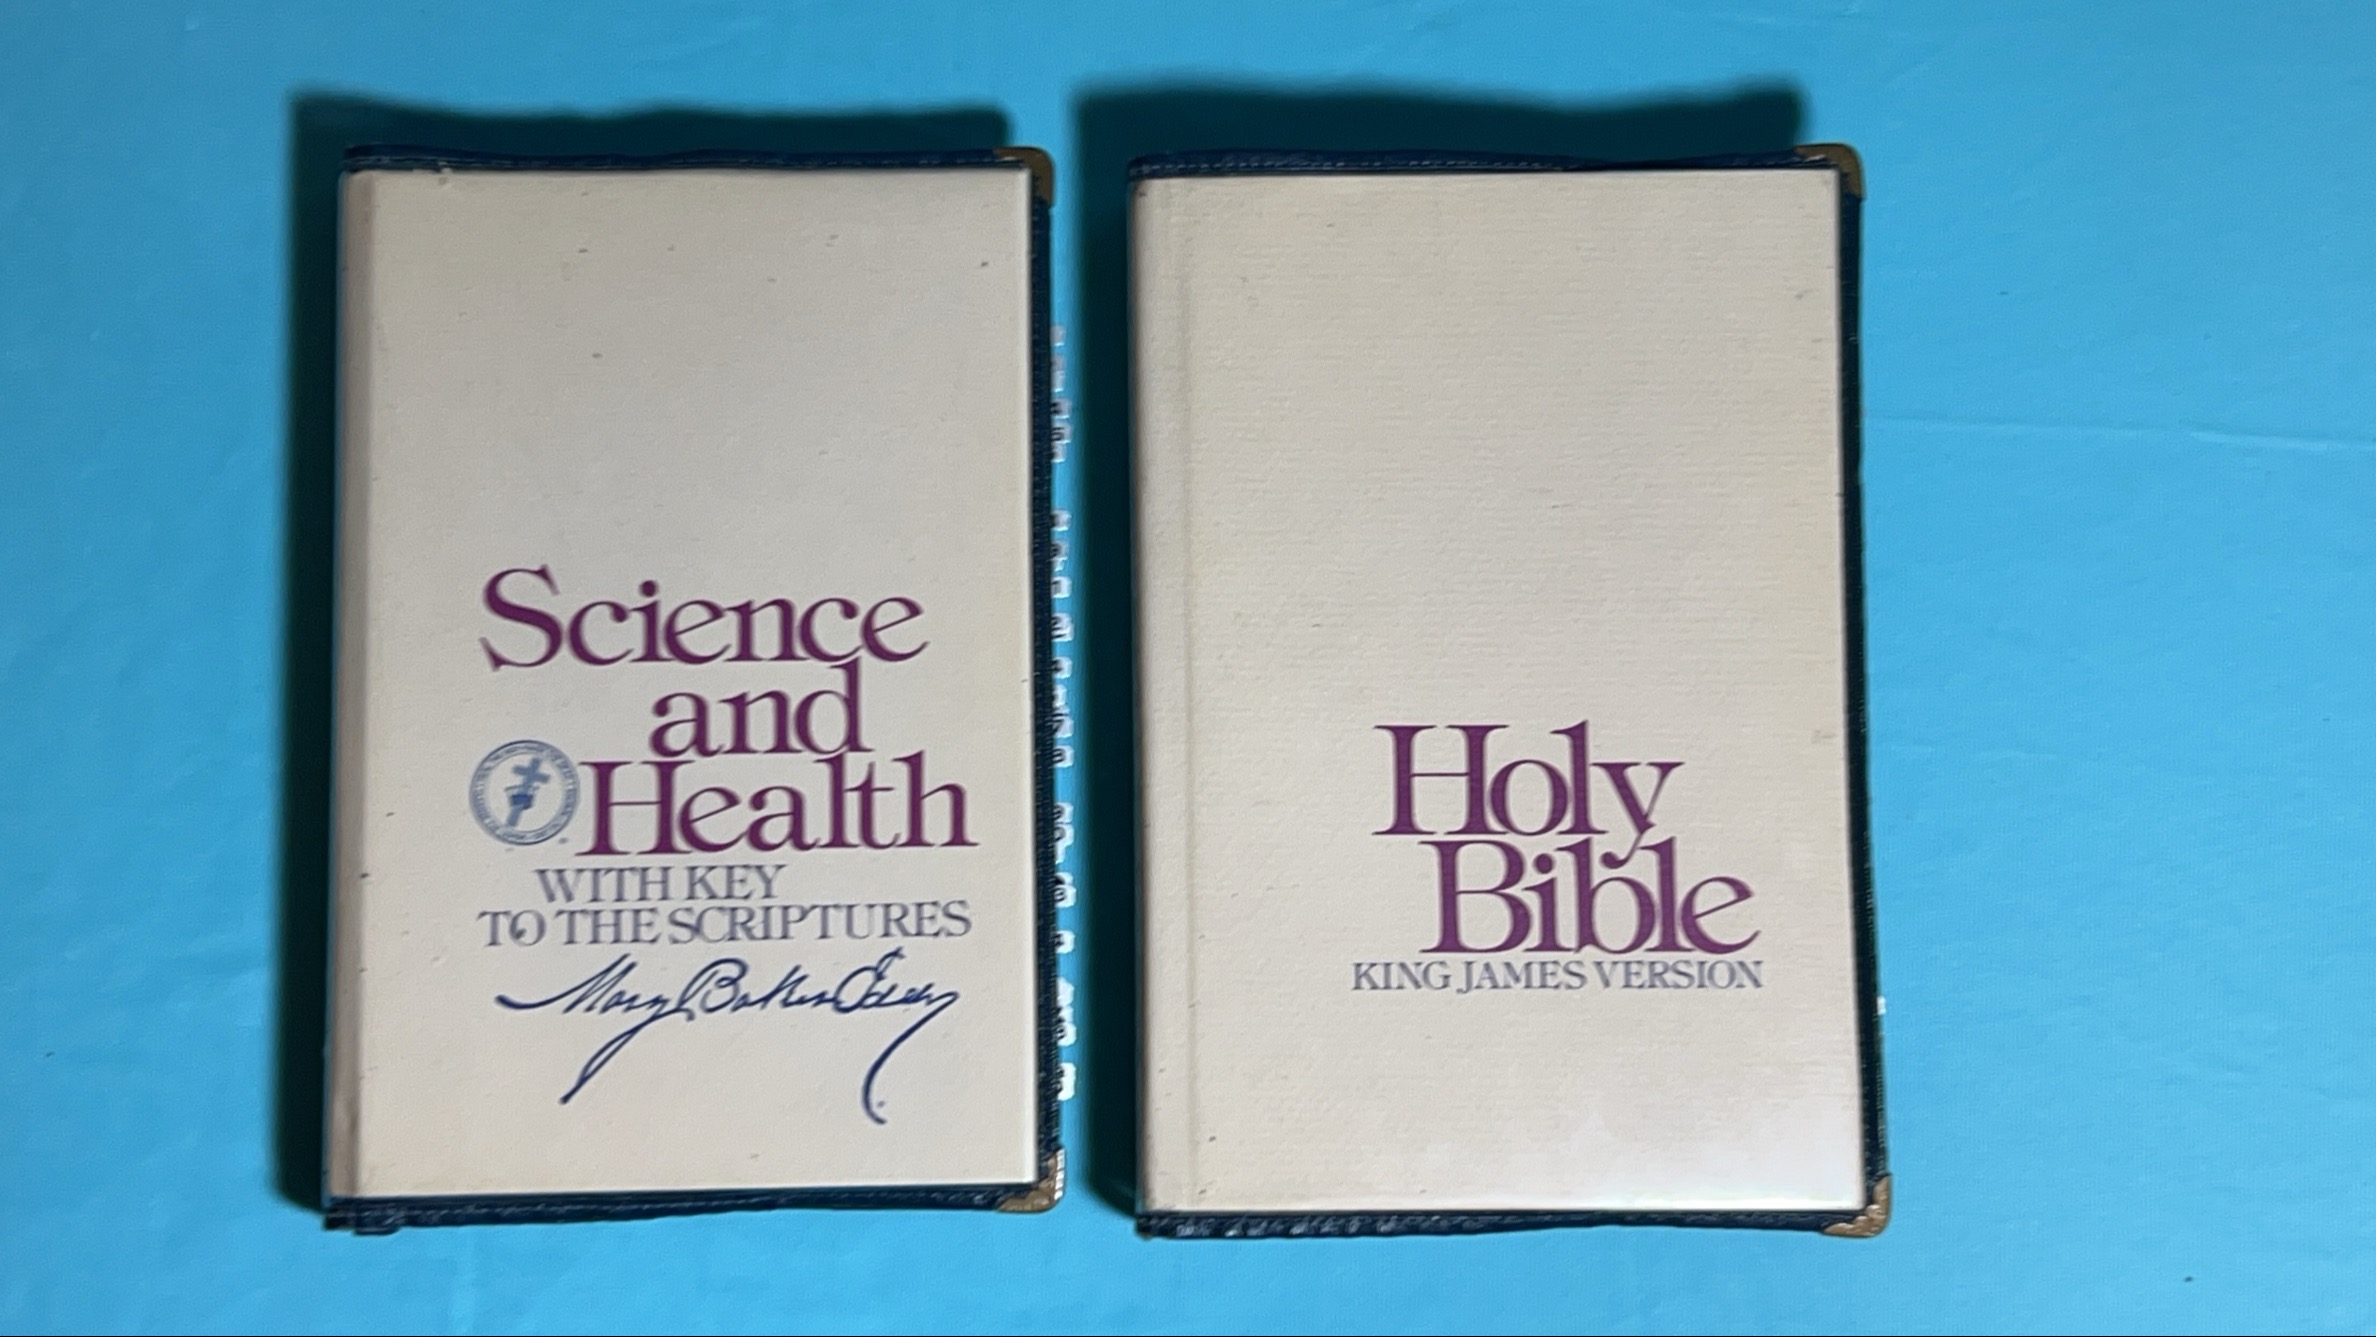 Science
and
Health
WITH KEY
TO THE SCRIPTURES
Mary Baker Eddy
Holy
Bible
KING JAMES VERSION